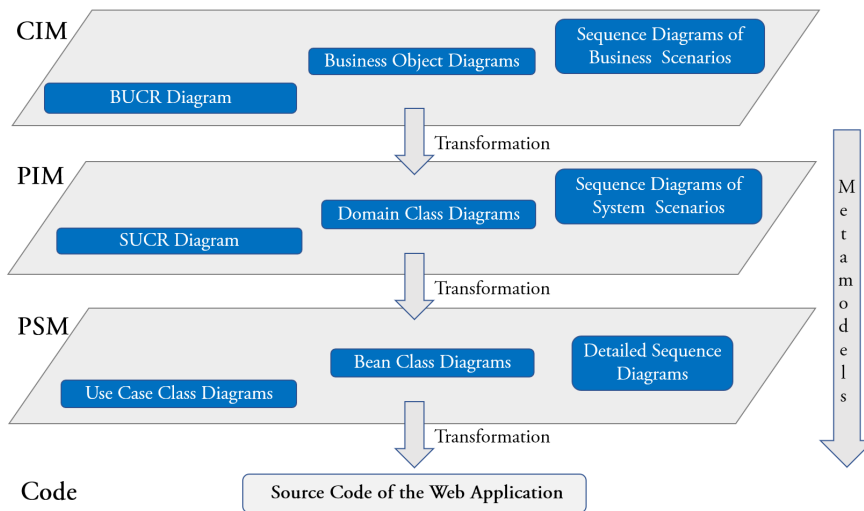 CIM
Sequence Diagrams of
Business Scenarios
Business Object Diagrams
BUCR Diagram
Transformation
PIM
Sequence Diagrams of
System Scenarios
Domain Class Diagrams
SUCR Diagram
Transformation
PSM
Detailed Sequence
Diagrams
Bean Class Diagrams
Use Case Class Diagrams
Transformation
Code
Source Code of the Web Application
Metamodells